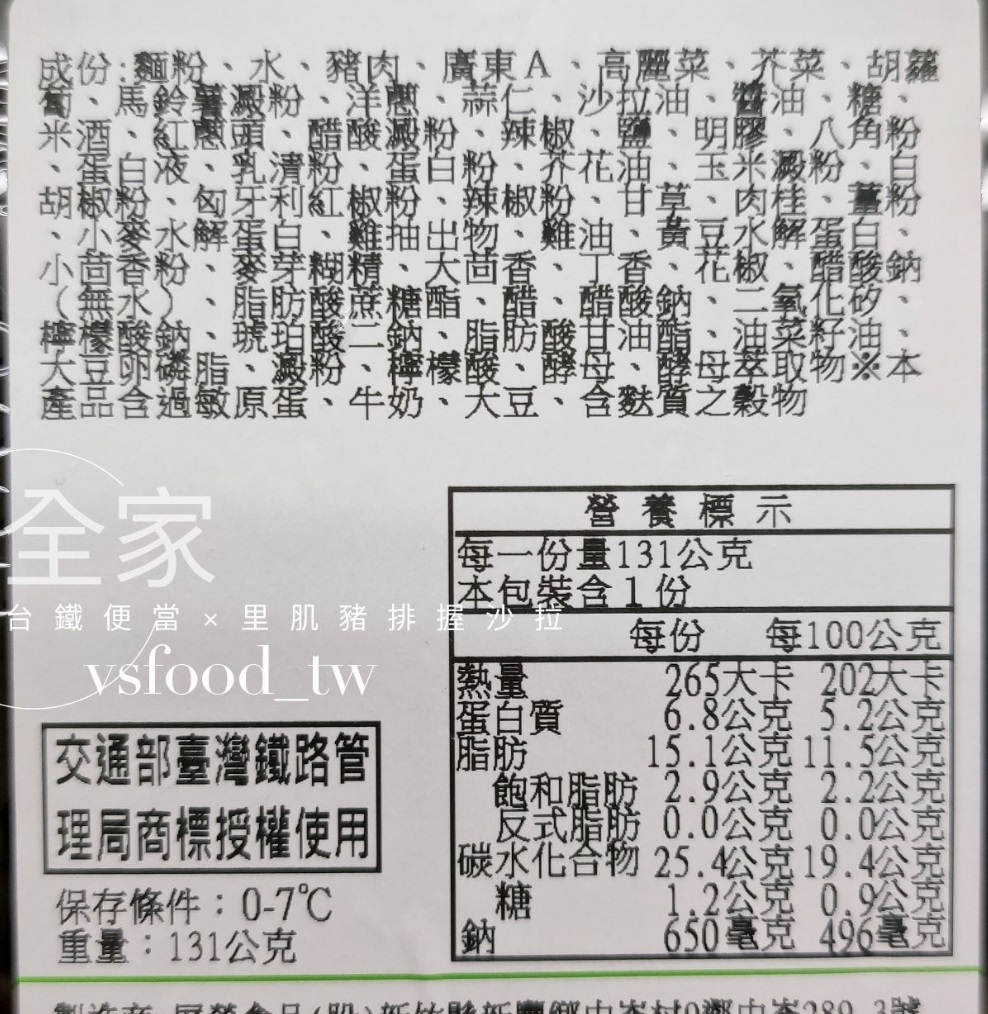 成份:麵粉、水、豬肉、廣東A、高麗菜、芥菜、胡蘿
蔔、馬鈴薯澱粉、洋蔥、蒜仁、沙拉油、醬油、糖、
米酒、紅蔥頭、醋酸澱粉、辣椒、鹽、明膠、八角粉
、蛋白液、乳清粉、蛋白粉、芥花油、玉米澱粉、白
胡椒粉、匈牙利紅椒粉、辣椒粉、甘草、肉桂、薑粉
、小麥水解蛋白、雞抽出物、雞油、黃豆水解蛋白、
小茴香粉、麥芽糊精、大茴香、丁香、花椒、醋酸鈉
（無水）、脂肪酸蔗糖酯、醋、醋酸鈉、二氧化矽、
檸檬酸鈉、琥珀酸二鈉、脂肪酸甘油酯、油菜籽油、
大豆卵磷脂、澱粉、檸檬酸、酵母、酵母萃取物※本
產品含過敏原蛋、牛奶、大豆、含麩質之穀物
全家
台鐵便當×里肌豬排握沙拉
vsfood_tw
交通部臺灣鐵路管
理局商標授權使用
保存條件：0-7℃
重量：131公克
營養標示
每一份量131公克
本包裝含 1 份
每份 每100公克
熱量 265大卡 202大卡
蛋白質 6.8公克 5.2公克
脂肪 15.1公克 11.5公克
飽和脂肪 2.9公克 2.2公克
反式脂肪 0.0公克 0.0公克
碳水化合物 25.4公克 19.4公克
糖 1.2公克 0.9公克
鈉 650毫克 496毫克